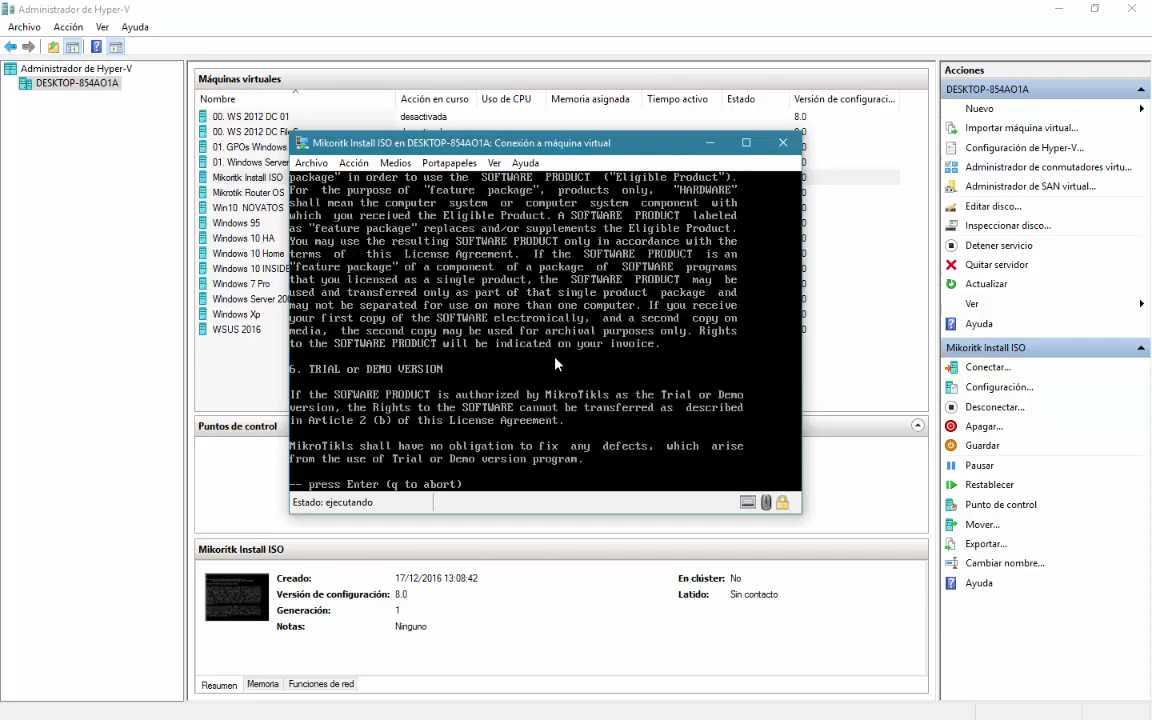 Administrador de Hyper-V
Archivo Acción Ver Ayuda
Administrador de Hyper-V
DESKTOP-854AO1A
Máquinas virtuales
Nombre Acción en curso Uso de CPU Memoria asignada Tiempo activo Estado Versión de configuraci...
00. WS 2012 DC 01 desactivada 8.0
00. WS 2012 DC Fil
01. GPOs Windows
01. Windows Server
Mikoritk Install ISO
Mikrotik Router OS
Win10 NOVATOS
Windows 95
Windows 10 HA
Windows 10 Home
Windows 10 INSIDE
Windows 7 Pro
Windows Server 20
Windows Xp
WSUS 2016
Mikoritk Install ISO en DESKTOP-854AO1A: Conexión a máquina virtual
Archivo Acción Medios Portapapeles Ver Ayuda
package" in order to use the SOFTWARE PRODUCT ("Eligible Product").
For the purpose of "feature package", products only, "HARDWARE"
shall mean the computer system or computer system component with
which you received the Eligible Product. A SOFTWARE PRODUCT labeled
as "feature package" replaces and/or supplements the Eligible Product.
You may use the resulting SOFTWARE PRODUCT only in accordance with the
terms of this License Agreement. If the SOFTWARE PRODUCT is an
"feature package" of a component of a package of SOFTWARE programs
that you licensed as a single product, the SOFTWARE PRODUCT may be
used and transferred only as part of that single product package and
may not be separated for use on more than one computer. If you receive
your first copy of the SOFTWARE electronically, and a second copy on
media, the second copy may be used for archival purposes only. Rights
to the SOFTWARE PRODUCT will be indicated on your invoice.
6. TRIAL or DEMO VERSION
If the SOFWARE PRODUCT is authorized by MikroTikls as the Trial or Demo
version, the Rights to the SOFTWARE cannot be transferred as described
in Article 2 (b) of this License Agreement.
MikroTikls shall have no obligation to fix any defects, which arise
from the use of Trial or Demo version program.
-- press Enter (q to abort)
Estado: ejecutando
Puntos de control
Mikoritk Install ISO
Creado: 17/12/2016 13:08:42 En clúster: No
Versión de configuración: 8.0 Latido: Sin contacto
Generación: 1
Notas: Ninguno
Resumen Memoria Funciones de red
Acciones
DESKTOP-854AO1A
Nuevo
Importar máquina virtual...
Configuración de Hyper-V...
Administrador de conmutadores virtu...
Administrador de SAN virtual...
Editar disco...
Inspeccionar disco...
Detener servicio
Quitar servidor
Actualizar
Ver
Ayuda
Mikoritk Install ISO
Conectar...
Configuración...
Desconectar...
Apagar...
Guardar
Pausar
Restablecer
Punto de control
Mover...
Exportar...
Cambiar nombre...
Ayuda